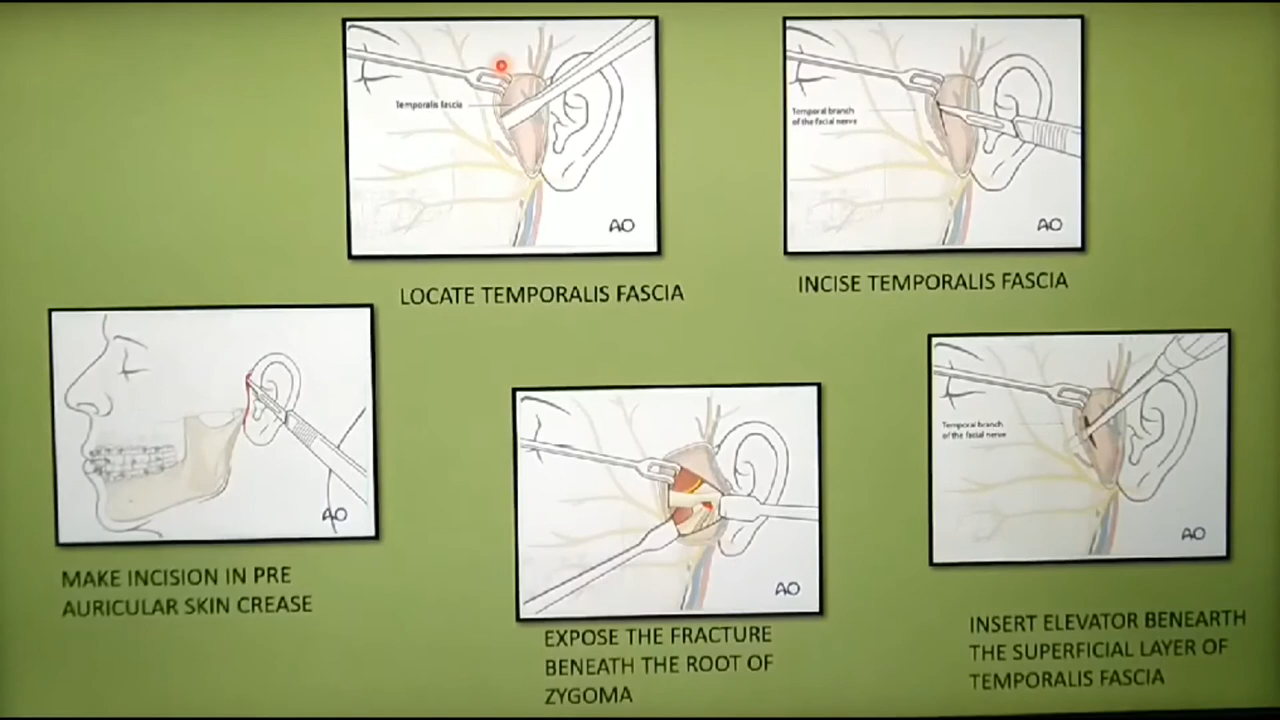 Temporalis fascia
AO
LOCATE TEMPORALIS FASCIA
Temporal branch
of the facial nerve
AO
INCISE TEMPORALIS FASCIA
AO
MAKE INCISION IN PRE
AURICULAR SKIN CREASE
AO
EXPOSE THE FRACTURE
BENEATH THE ROOT OF
ZYGOMA
Temporal branch
of the facial nerve
AO
INSERT ELEVATOR BENEARTH
THE SUPERFICIAL LAYER OF
TEMPORALIS FASCIA